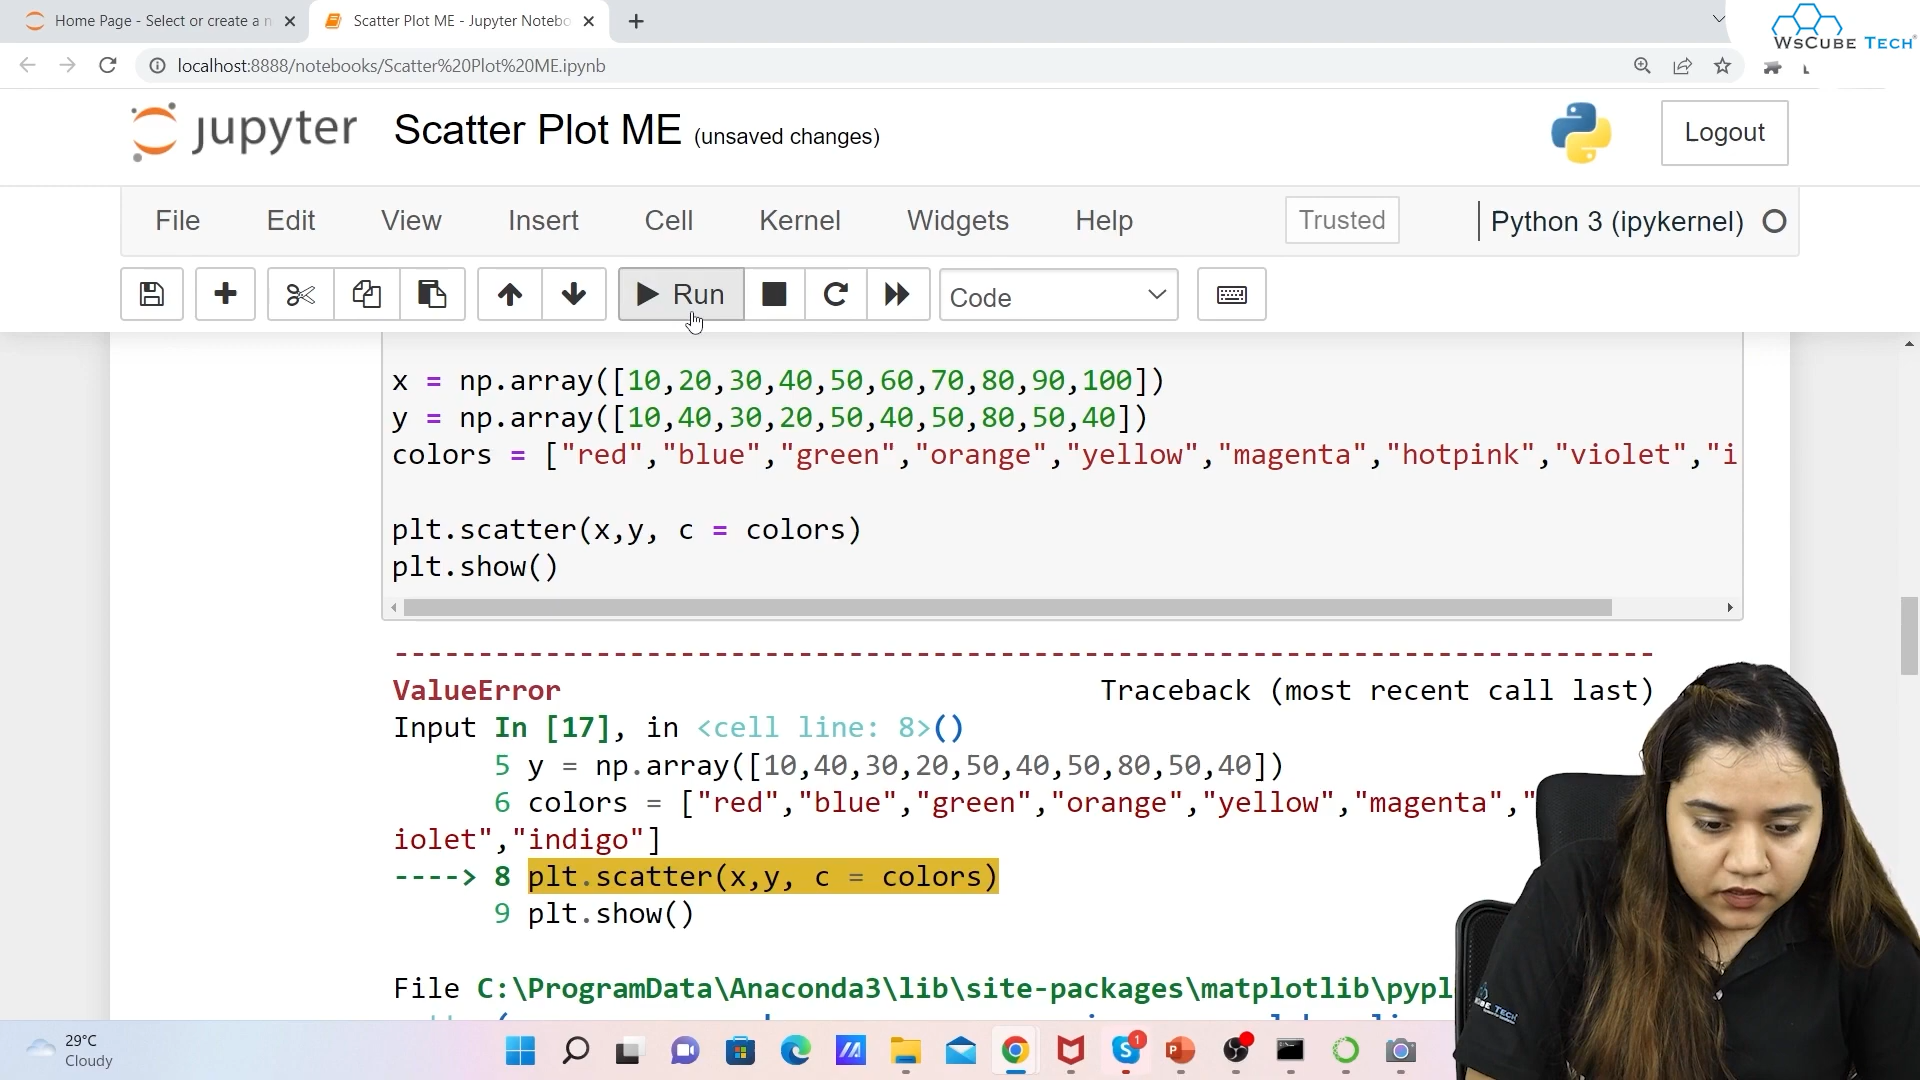 Home Page - Select or create a n
Scatter Plot ME - Jupyter Notebo
WsCube Tech
localhost:8888/notebooks/Scatter%20Plot%20ME.ipynb
jupyter Scatter Plot ME (unsaved changes)
Logout
File Edit View Insert Cell Kernel Widgets Help Trusted Python 3 (ipykernel)
Run Code
x = np.array([10,20,30,40,50,60,70,80,90,100])
y = np.array([10,40,30,20,50,40,50,80,50,40])
colors = ["red","blue","green","orange","yellow","magenta","hotpink","violet","i
plt.scatter(x,y, c = colors)
plt.show()
---------------------------------------------------------------------------
ValueError Traceback (most recent call last)
Input In [17], in <cell line: 8>()
5 y = np.array([10,40,30,20,50,40,50,80,50,40])
6 colors = ["red","blue","green","orange","yellow","magenta","
iolet","indigo"]
----> 8 plt.scatter(x,y, c = colors)
9 plt.show()
File C:\ProgramData\Anaconda3\lib\site-packages\matplotlib\pypl
29°C
Cloudy
1